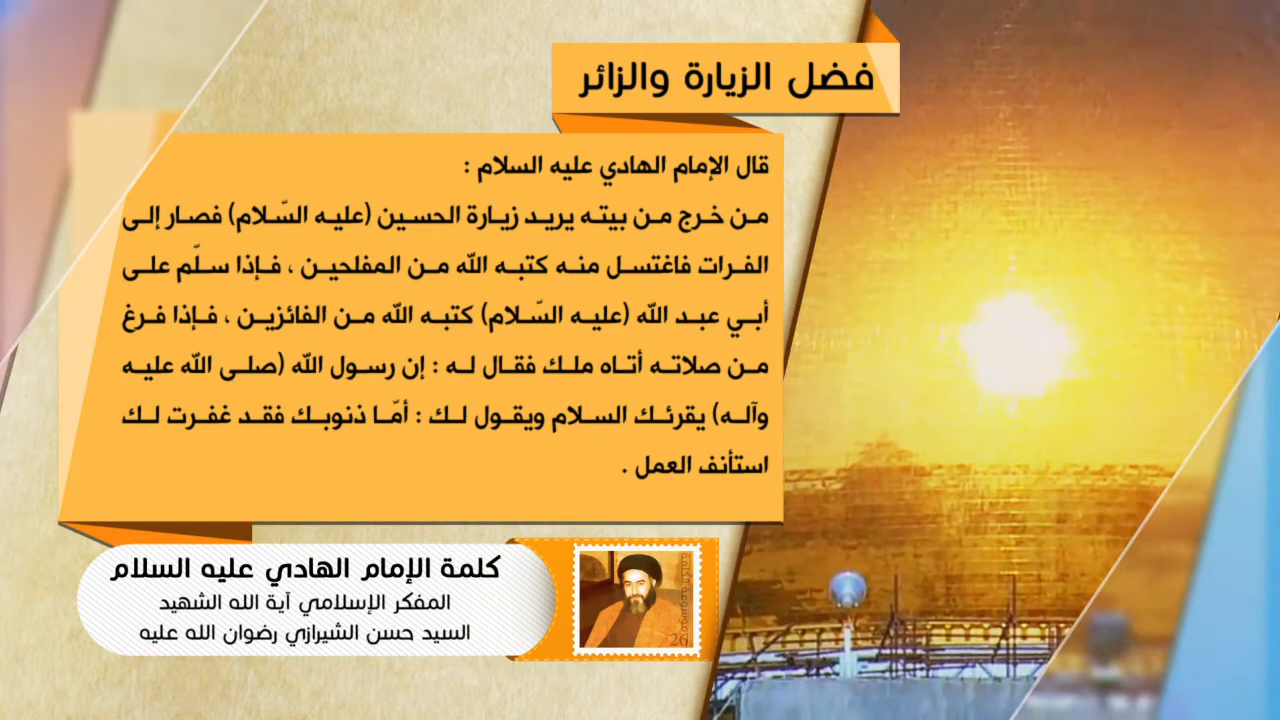 فضل الزيارة والزائر
قال الإمام الهادي عليه السلام :
من خرج من بيته يريد زيارة الحسين (عليه السّلام) فصار إلى
الفرات فاغتسل منه كتبه الله من المفلحين ، فإذا سلّم على
أبي عبد الله (عليه السّلام) كتبه الله من الفائزين ، فإذا فرغ
من صلاته أتاه ملك فقال له : إن رسول الله (صلى الله عليه
وآله) يقرئك السلام ويقول لك : أمّا ذنوبك فقد غفرت لك
استأنف العمل .
كلمة الإمام الهادي عليه السلام
المفكر الإسلامي آية الله الشهيد
السيد حسن الشيرازي رضوان الله عليه
26